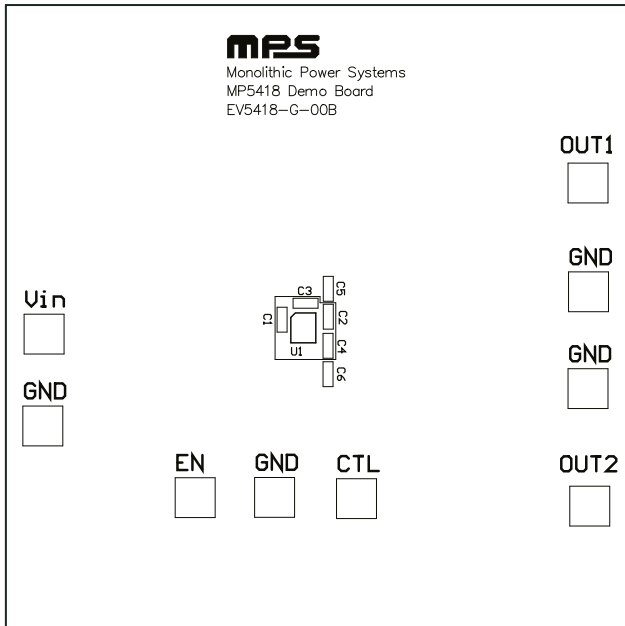 mps
Monolithic Power Systems
MP5418 Demo Board
EV5418-G-00B
OUT1
GND
Vin
C5
C3
C1
C2
U1
C4
C6
GND
GND
EN
GND
CTL
OUT2